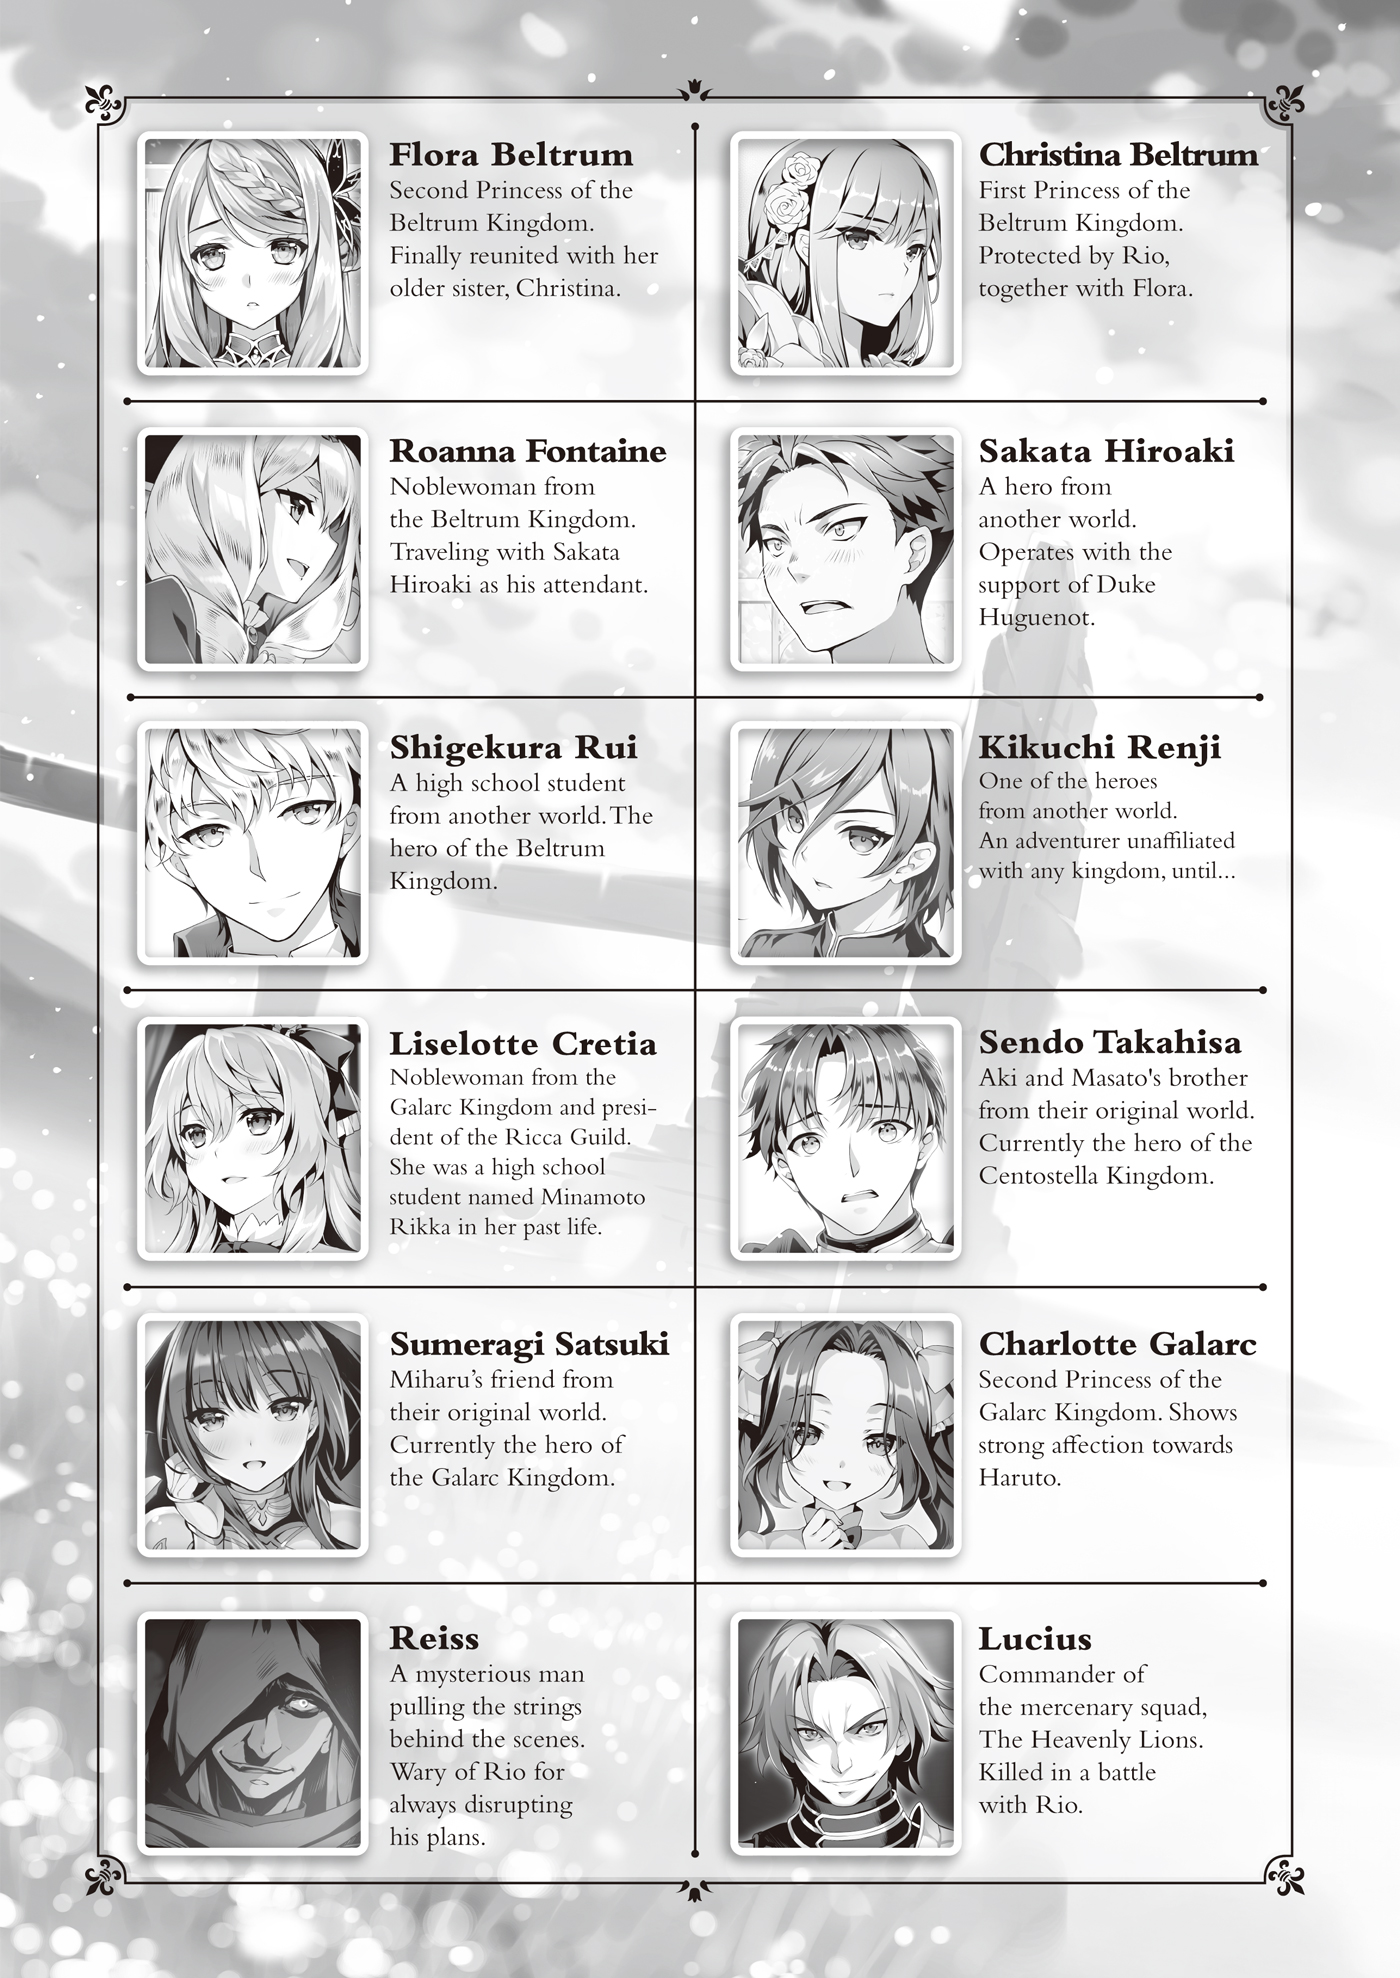 Flora Beltrum
Second Princess of the
Beltrum Kingdom.
Finally reunited with her
older sister, Christina.
Christina Beltrum
First Princess of the
Beltrum Kingdom.
Protected by Rio,
together with Flora.
Roanna Fontaine
Noblewoman from
the Beltrum Kingdom.
Traveling with Sakata
Hiroaki as his attendant.
Sakata Hiroaki
A hero from
another world.
Operates with the
support of Duke
Huguenot.
Shigekura Rui
A high school student
from another world. The
hero of the Beltrum
Kingdom.
Kikuchi Renji
One of the heroes
from another world.
An adventurer unaffiliated
with any kingdom, until...
Liselotte Cretia
Noblewoman from the
Galarc Kingdom and presi-
dent of the Ricca Guild.
She was a high school
student named Minamoto
Rikka in her past life.
Sendo Takahisa
Aki and Masato's brother
from their original world.
Currently the hero of the
Centostella Kingdom.
Sumeragi Satsuki
Miharu’s friend from
their original world.
Currently the hero of
the Galarc Kingdom.
Charlotte Galarc
Second Princess of the
Galarc Kingdom. Shows
strong affection towards
Haruto.
Reiss
A mysterious man
pulling the strings
behind the scenes.
Wary of Rio for
always disrupting
his plans.
Lucius
Commander of
the mercenary squad,
The Heavenly Lions.
Killed in a battle
with Rio.